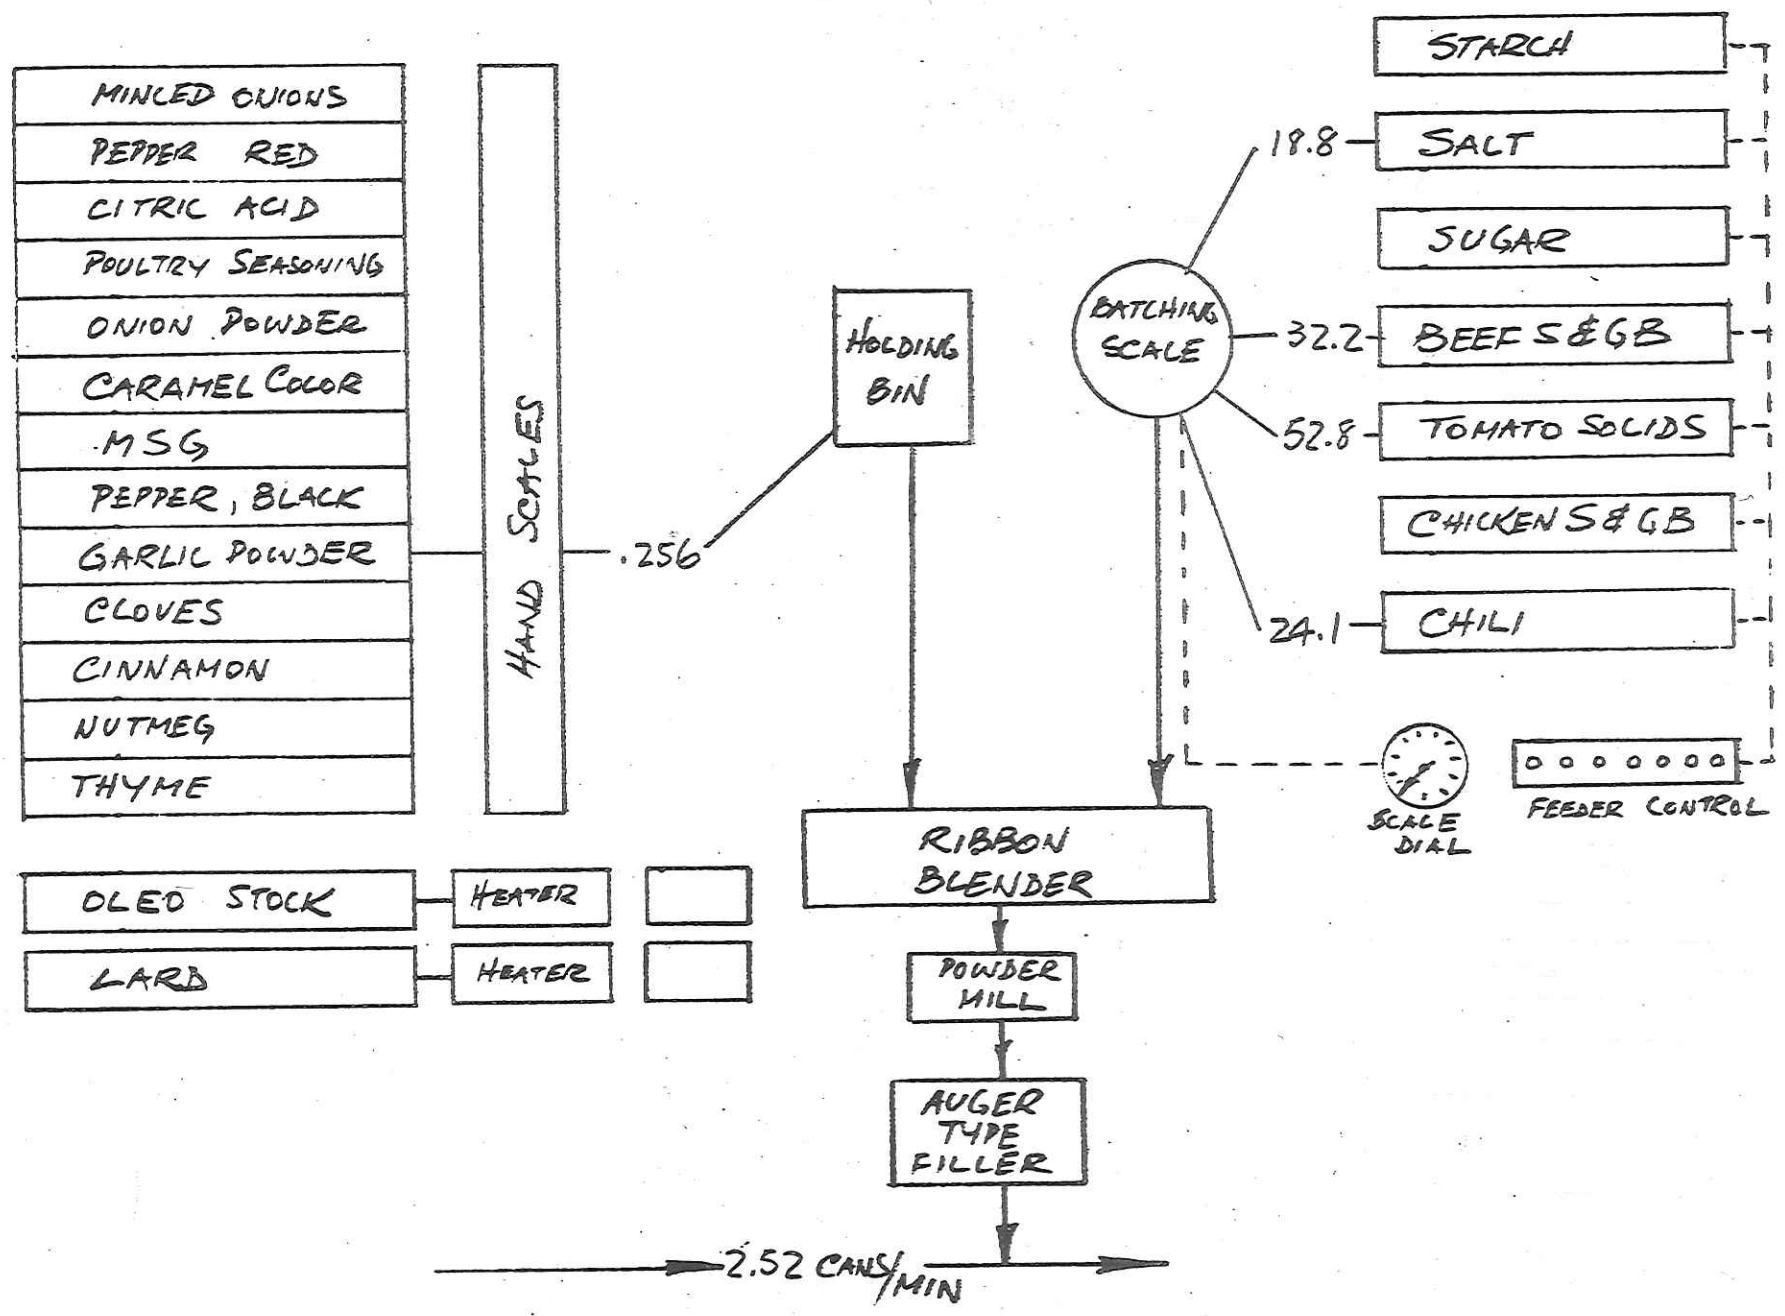 MINCED ONIONS
PEPPER RED
CITRIC ACID
POULTRY SEASONING
ONION POWDER
CARAMEL COLOR
MSG
PEPPER, BLACK
GARLIC POWDER
CLOVES
CINNAMON
NUTMEG
THYME
HAND SCALES
.256
HOLDING
BIN
BATCHING
SCALE
18.8
32.2
52.8
24.1
STARCH
SALT
SUGAR
BEEF S & GB
TOMATO SOLIDS
CHICKEN S & GB
CHILI
SCALE
DIAL
FEEDER CONTROL
OLEO STOCK
HEATER
LARD
HEATER
RIBBON
BLENDER
POWDER
MILL
AUGER
TYPE
FILLER
2.52 CANS/MIN